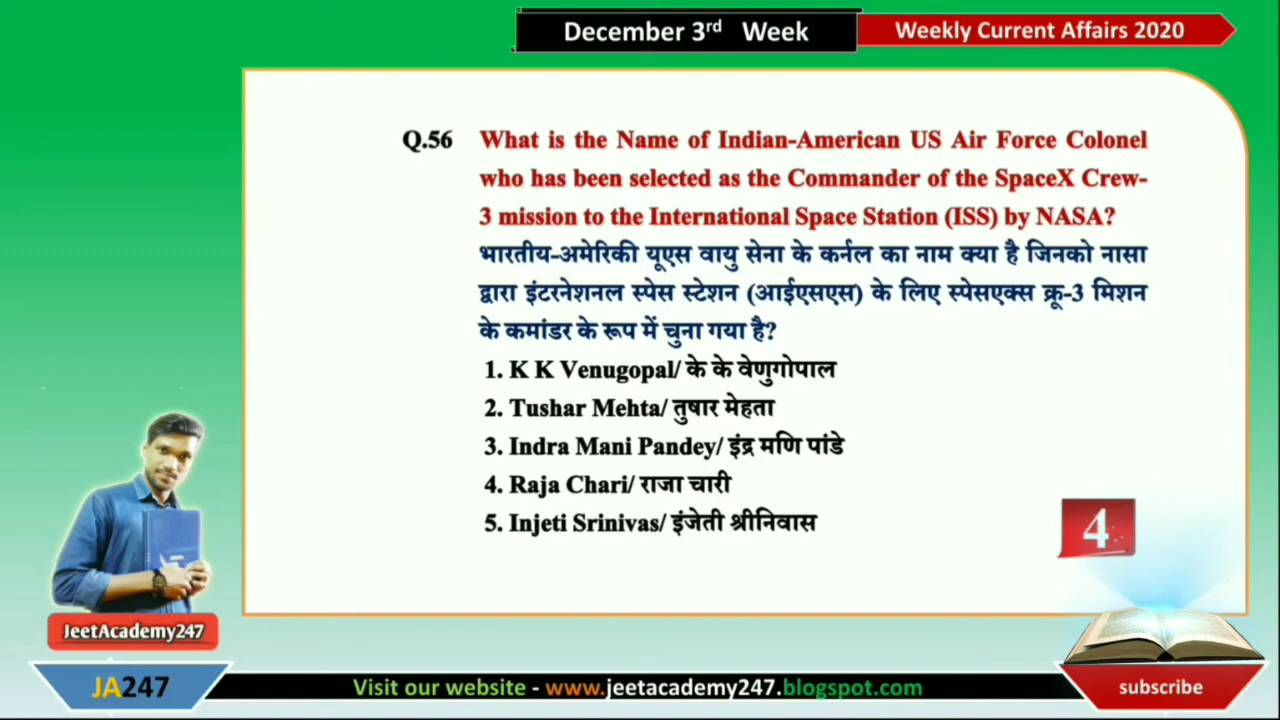 December 3rd Week
Weekly Current Affairs 2020
Q.56 What is the Name of Indian-American US Air Force Colonel
who has been selected as the Commander of the SpaceX Crew-
3 mission to the International Space Station (ISS) by NASA?
भारतीय-अमेरिकी यूएस वायु सेना के कर्नल का नाम क्या है जिनको नासा
द्वारा इंटरनेशनल स्पेस स्टेशन (आईएसएस) के लिए स्पेसएक्स क्रू-3 मिशन
के कमांडर के रूप में चुना गया है?
1. K K Venugopal/ के के वेणुगोपाल
2. Tushar Mehta/ तुषार मेहता
3. Indra Mani Pandey/ इंद्र मणि पांडे
4. Raja Chari/ राजा चारी
5. Injeti Srinivas/ इंजेती श्रीनिवास
4
JeetAcademy247
JA247
Visit our website - www.jeetacademy247.blogspot.com
subscribe